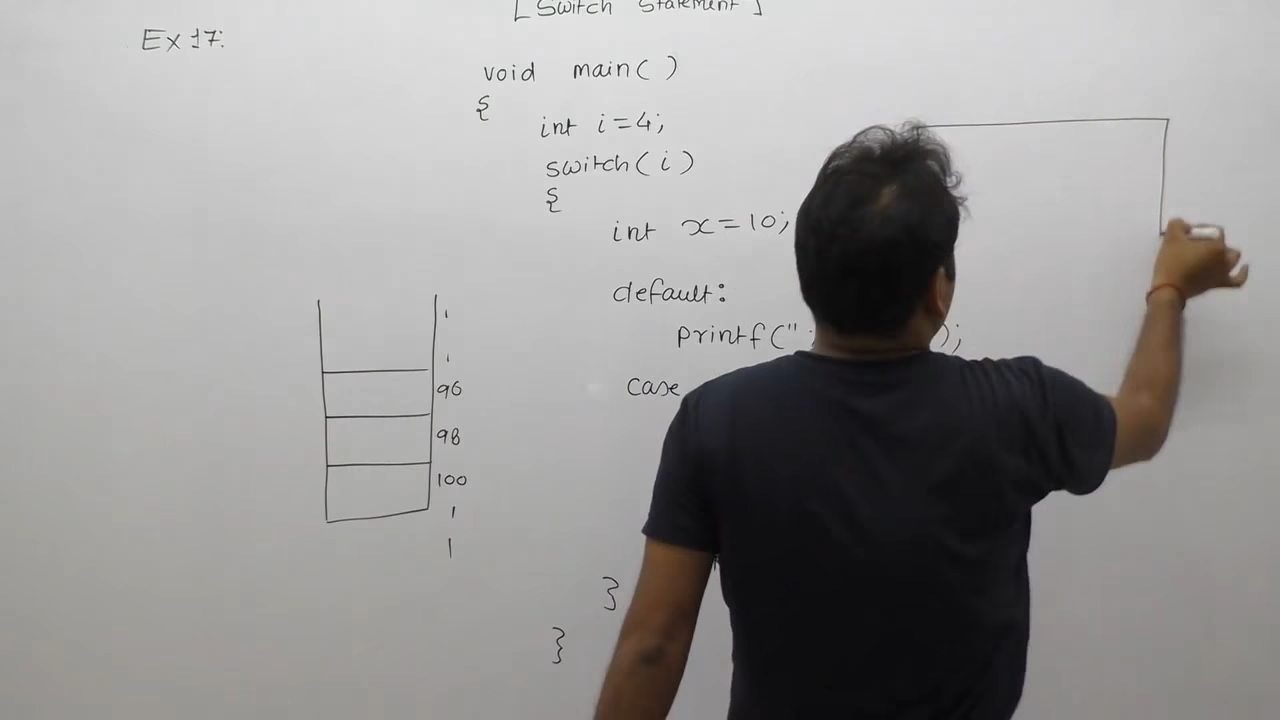 [ Switch Statement ]
Ex 17:
void main( )
{
int i=4;
switch( i )
{
int x=10;
default:
printf(" );
case
96
98
100
}
}